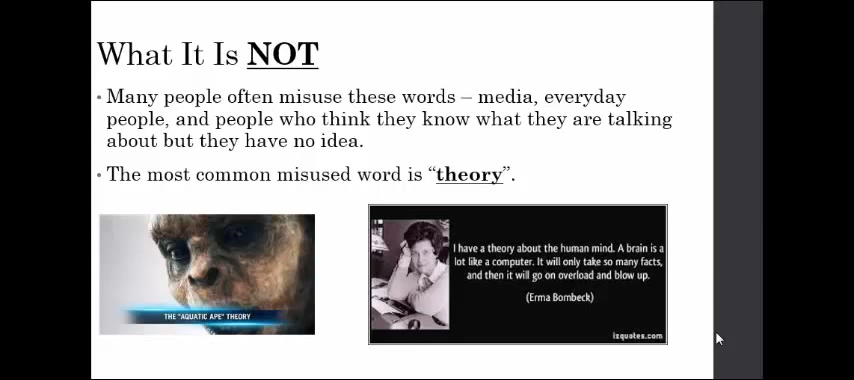 What It Is NOT
• Many people often misuse these words – media, everyday
people, and people who think they know what they are talking
about but they have no idea.
• The most common misused word is “theory”.
THE "AQUATIC APE" THEORY
I have a theory about the human mind. A brain is a
lot like a computer. It will only take so many facts,
and then it will go on overload and blow up.
(Erma Bombeck)
izquotes.com